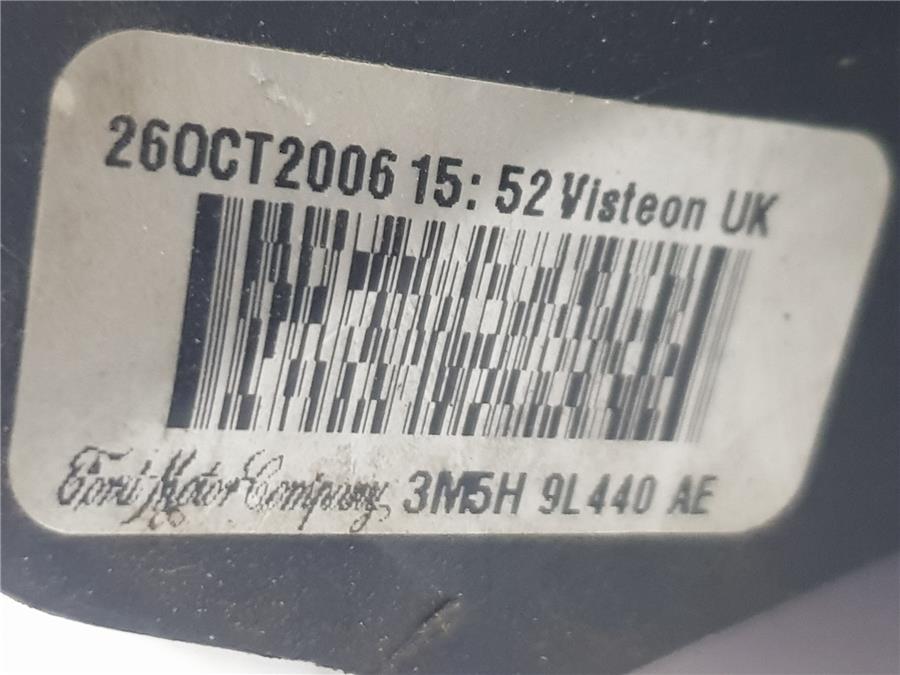 26OCT2006 15:52 Visteon UK
Ford Motor Company 3M5H 9L440 AE